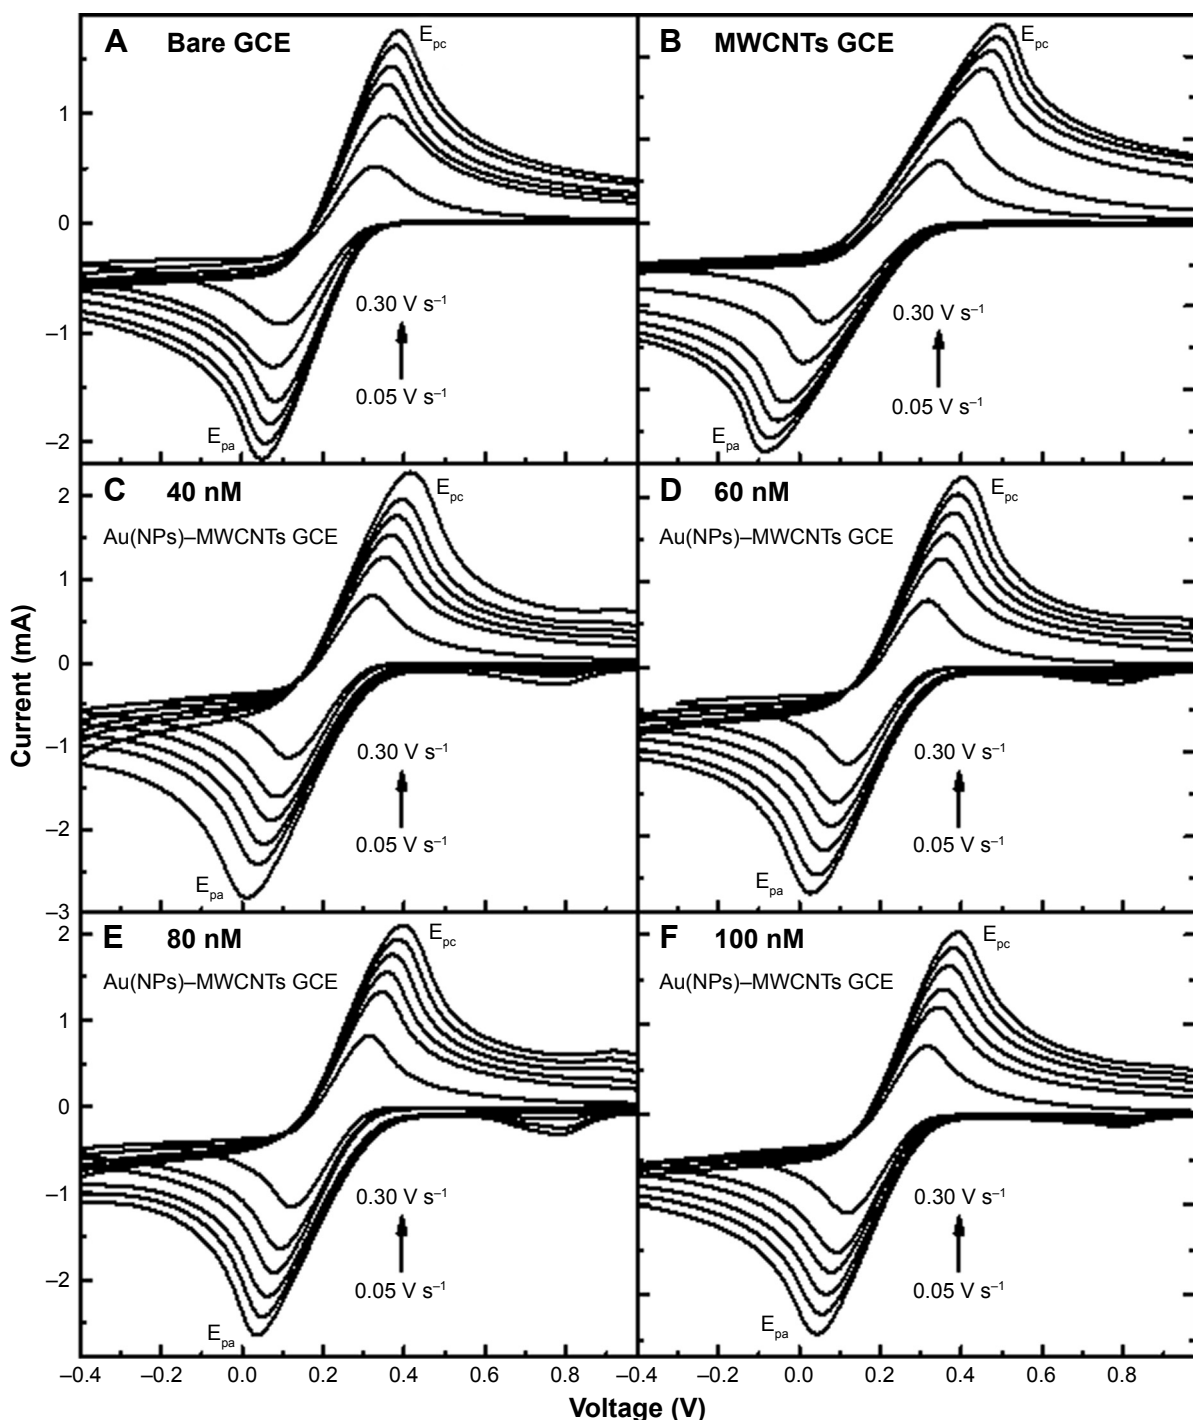 A Bare GCE
E_pc
1
0
−1
−2
0.30 V s⁻¹
0.05 V s⁻¹
E_pa
B MWCNTs GCE
E_pc
0.30 V s⁻¹
0.05 V s⁻¹
E_pa
C 40 nM
Au(NPs)–MWCNTs GCE
E_pc
2
1
0
−1
−2
−3
0.30 V s⁻¹
0.05 V s⁻¹
E_pa
D 60 nM
Au(NPs)–MWCNTs GCE
E_pc
0.30 V s⁻¹
0.05 V s⁻¹
E_pa
E 80 nM
Au(NPs)–MWCNTs GCE
E_pc
2
1
0
−1
−2
0.30 V s⁻¹
0.05 V s⁻¹
E_pa
F 100 nM
Au(NPs)–MWCNTs GCE
E_pc
0.30 V s⁻¹
0.05 V s⁻¹
E_pa
−0.4 −0.2 0.0 0.2 0.4 0.6 0.8 −0.4 −0.2 0.0 0.2 0.4 0.6 0.8
Current (mA)
Voltage (V)